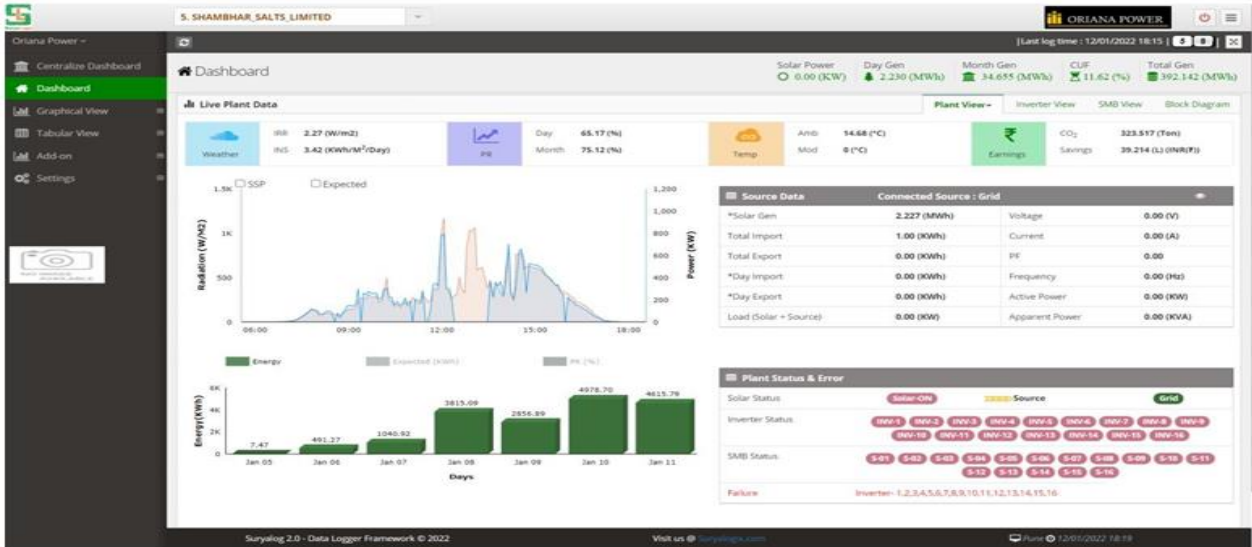 5. SHAMBHAR_SALTS_LIMITED
ORIANA POWER
Oriana Power
|Last log time : 12/01/2022 18:15 |
Centralize Dashboard
Dashboard
Graphical View
Tabular View
Add-on
Settings
Dashboard
Solar Power Day Gen Month Gen CUF Total Gen
0.00 (KW) 2.230 (MWh) 34.655 (MWh) 11.62 (%) 392.142 (MWh)
Live Plant Data
Plant View Inverter View SMB View Block Diagram
Weather
IRR 2.27 (W/m2)
INS 3.42 (KWh/M²/Day)
PR
Day 65.17 (%)
Month 75.12 (%)
Temp
Amb 14.68 (°C)
Mod 0 (°C)
₹
Earnings
CO₂ 323.517 (Ton)
Savings 39.214 (L) (INR(₹))
SSP Expected
Radiation (W/M2)
1.5K
1K
500
0
1,200
1,000
800
600
400
200
0
Power (KW)
06:00 09:00 12:00 15:00 18:00
Energy Expected (kWh) PR (%)
Energy(KWh)
6K
4K
2K
0
7.47 491.27 1040.92 3815.09 2856.89 4978.70 4615.79
Jan 05 Jan 06 Jan 07 Jan 08 Jan 09 Jan 10 Jan 11
Days
Source Data Connected Source : Grid
*Solar Gen 2.227 (MWh) Voltage 0.00 (V)
Total Import 1.00 (KWh) Current 0.00 (A)
Total Export 0.00 (KWh) PF 0.00
*Day Import 0.00 (KWh) Frequency 0.00 (Hz)
*Day Export 0.00 (KWh) Active Power 0.00 (KW)
Load (Solar + Source) 0.00 (KW) Apparent Power 0.00 (KVA)
Plant Status & Error
Solar Status Solar-ON Source Grid
Inverter Status INV-1 INV-2 INV-3 INV-4 INV-5 INV-6 INV-7 INV-8 INV-9
INV-10 INV-11 INV-12 INV-13 INV-14 INV-15 INV-16
SMB Status S-01 S-02 S-03 S-04 S-05 S-06 S-07 S-08 S-09 S-10 S-11
S-12 S-13 S-14 S-15 S-16
Failure Inverter- 1,2,3,4,5,6,7,8,9,10,11,12,13,14,15,16
Suryalog 2.0 - Data Logger Framework © 2022 Visit us @ Suryalogix.com Pune 12/01/2022 18:19